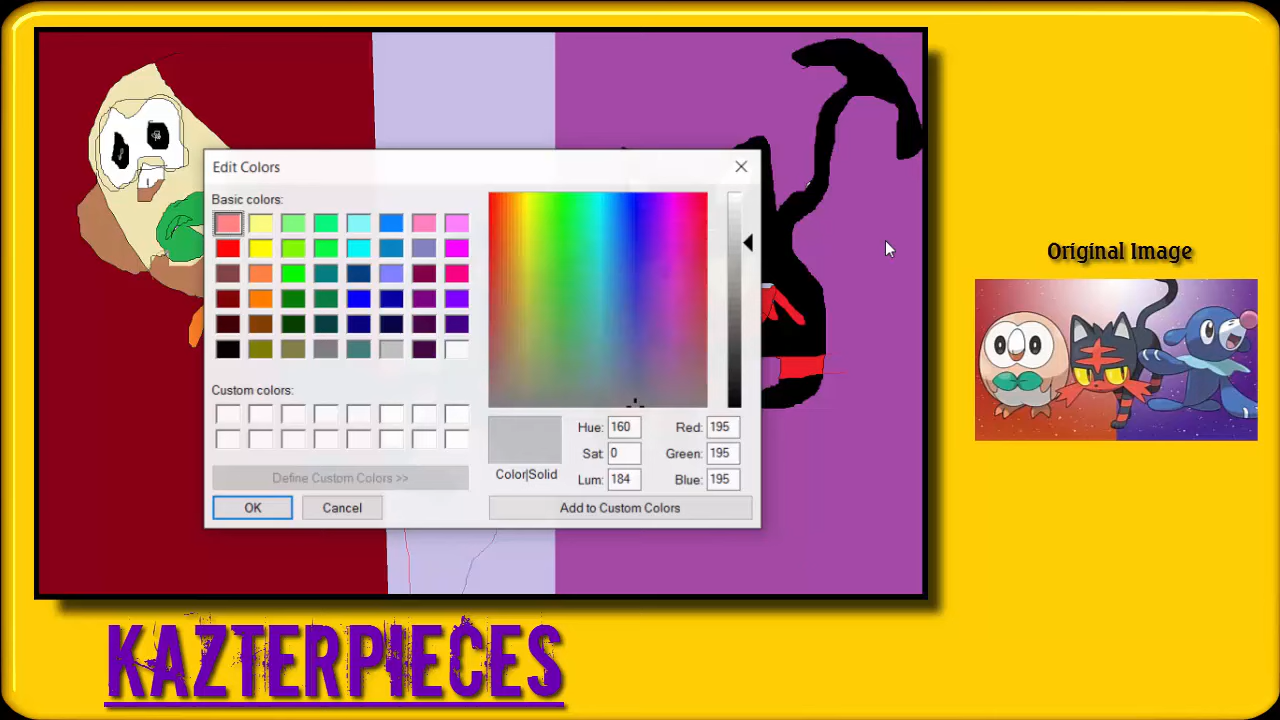 Edit Colors
Basic colors:
Custom colors:
Define Custom Colors >>
OK
Cancel
Hue: 160
Red: 195
Sat: 0
Green: 195
Color|Solid
Lum: 184
Blue: 195
Add to Custom Colors
Original Image
KAZTERPIECES